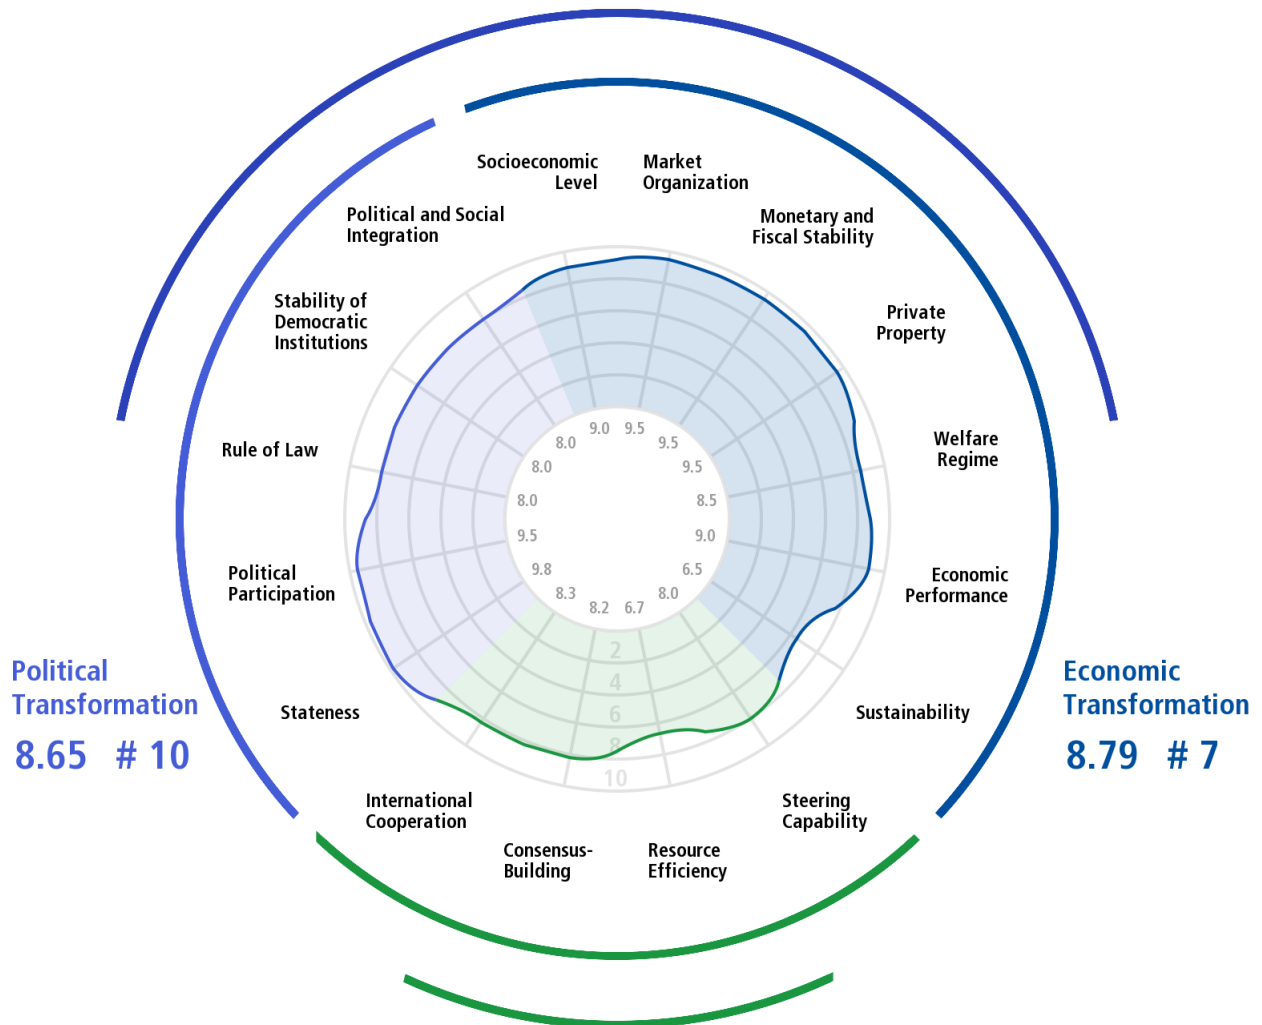 Socioeconomic
Level
Market
Organization
Political and Social
Integration
Monetary and
Fiscal Stability
Stability of
Democratic
Institutions
Private
Property
Rule of Law
Welfare
Regime
Political
Participation
Economic
Performance
Stateness
Sustainability
International
Cooperation
Steering
Capability
Consensus-
Building
Resource
Efficiency
9.0
9.5
8.0
9.5
8.0
9.5
8.0
8.5
9.5
9.0
9.8
6.5
8.3
8.0
8.2
6.7
2
4
6
8
10
Political
Transformation
8.65 # 10
Economic
Transformation
8.79 # 7